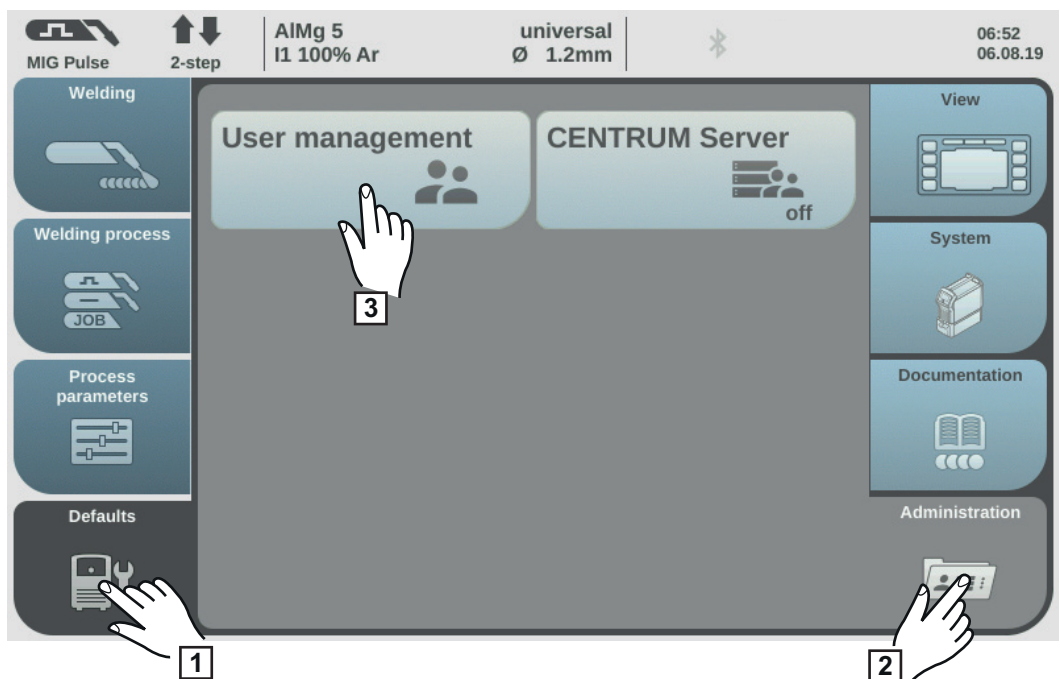 MIG Pulse
2-step
AlMg 5
I1 100% Ar
universal
Ø 1.2mm
06:52
06.08.19
Welding
Welding process
JOB
Process
parameters
Defaults
User management
CENTRUM Server
off
View
System
Documentation
Administration
3
1
2